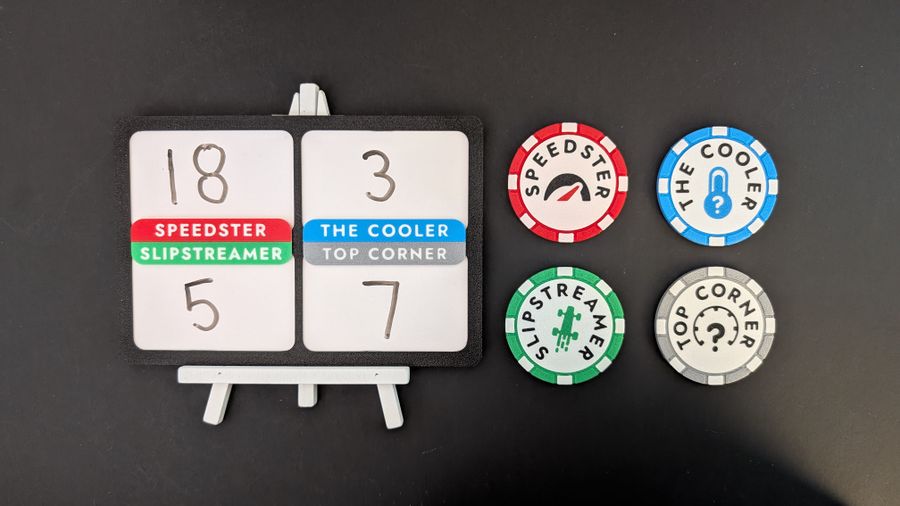 18
SPEEDSTER
SLIPSTREAMER
5
3
THE COOLER
TOP CORNER
7
SPEEDSTER
THE COOLER
?
SLIPSTREAMER
TOP CORNER
?